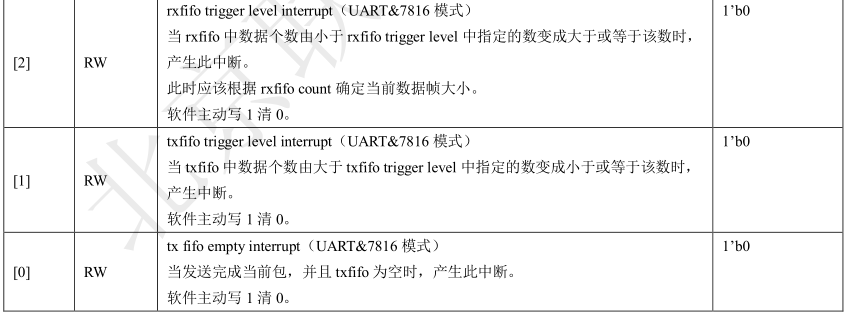 rxfifo trigger level interrupt（UART&7816 模式）
1’b0
当 rxfifo 中数据个数由小于 rxfifo trigger level 中指定的数变成大于或等于该数时，
[2]
RW
产生此中断。
此时应该根据 rxfifo count 确定当前数据帧大小。
软件主动写 1 清 0。
txfifo trigger level interrupt（UART&7816 模式）
1’b0
当 txfifo 中数据个数由大于 txfifo trigger level 中指定的数变成小于或等于该数时，
[1]
RW
产生中断。
软件主动写 1 清 0。
tx fifo empty interrupt（UART&7816 模式）
1’b0
[0]
RW
当发送完成当前包，并且 txfifo 为空时，产生此中断。
软件主动写 1 清 0。
北京联